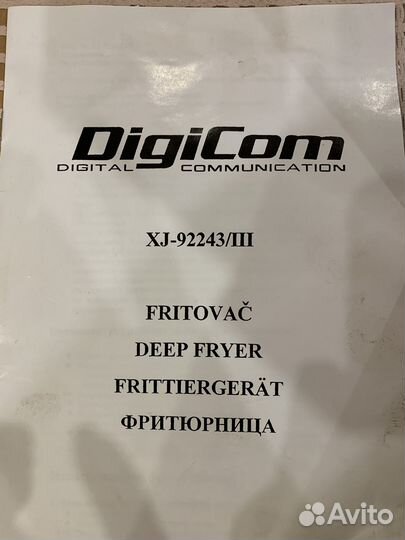 DigiCom
DIGITAL COMMUNICATION
XJ-92243/III
FRITOVAČ
DEEP FRYER
FRITTIERGERÄT
ФРИТЮРНИЦА
Avito